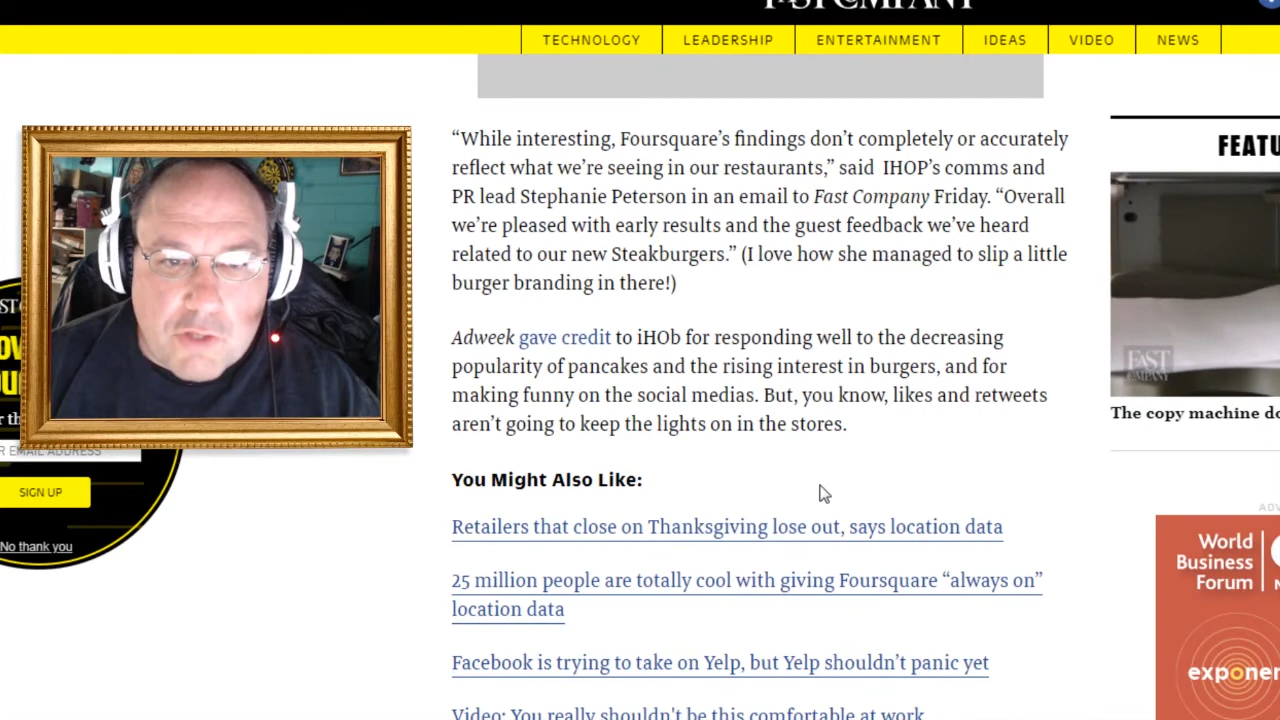 FAST COMPANY
TECHNOLOGY
LEADERSHIP
ENTERTAINMENT
IDEAS
VIDEO
NEWS
“While interesting, Foursquare’s findings don’t completely or accurately
reflect what we’re seeing in our restaurants,” said IHOP’s comms and
PR lead Stephanie Peterson in an email to Fast Company Friday. “Overall
we’re pleased with early results and the guest feedback we’ve heard
related to our new Steakburgers.” (I love how she managed to slip a little
burger branding in there!)
Adweek gave credit to iHOb for responding well to the decreasing
popularity of pancakes and the rising interest in burgers, and for
making funny on the social medias. But, you know, likes and retweets
aren’t going to keep the lights on in the stores.
You Might Also Like:
Retailers that close on Thanksgiving lose out, says location data
25 million people are totally cool with giving Foursquare “always on”
location data
Facebook is trying to take on Yelp, but Yelp shouldn’t panic yet
Video: You really shouldn't be this comfortable at work
R EMAIL ADDRESS
SIGN UP
No thank you
FEATU
FAST COMPANY
The copy machine do
ADV
World
Business
Forum
exponen